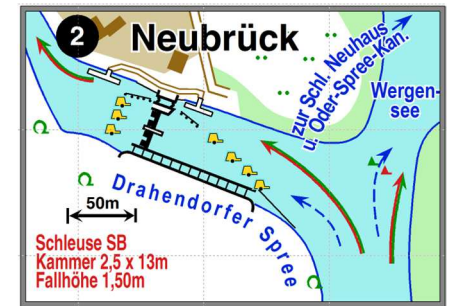 2 Neubrück
zur Schl. Neuhaus
u. Oder-Spree-Kan.
Wergen-
see
Drahendorfer Spree
50m
Schleuse SB
Kammer 2,5 x 13m
Fallhöhe 1,50m